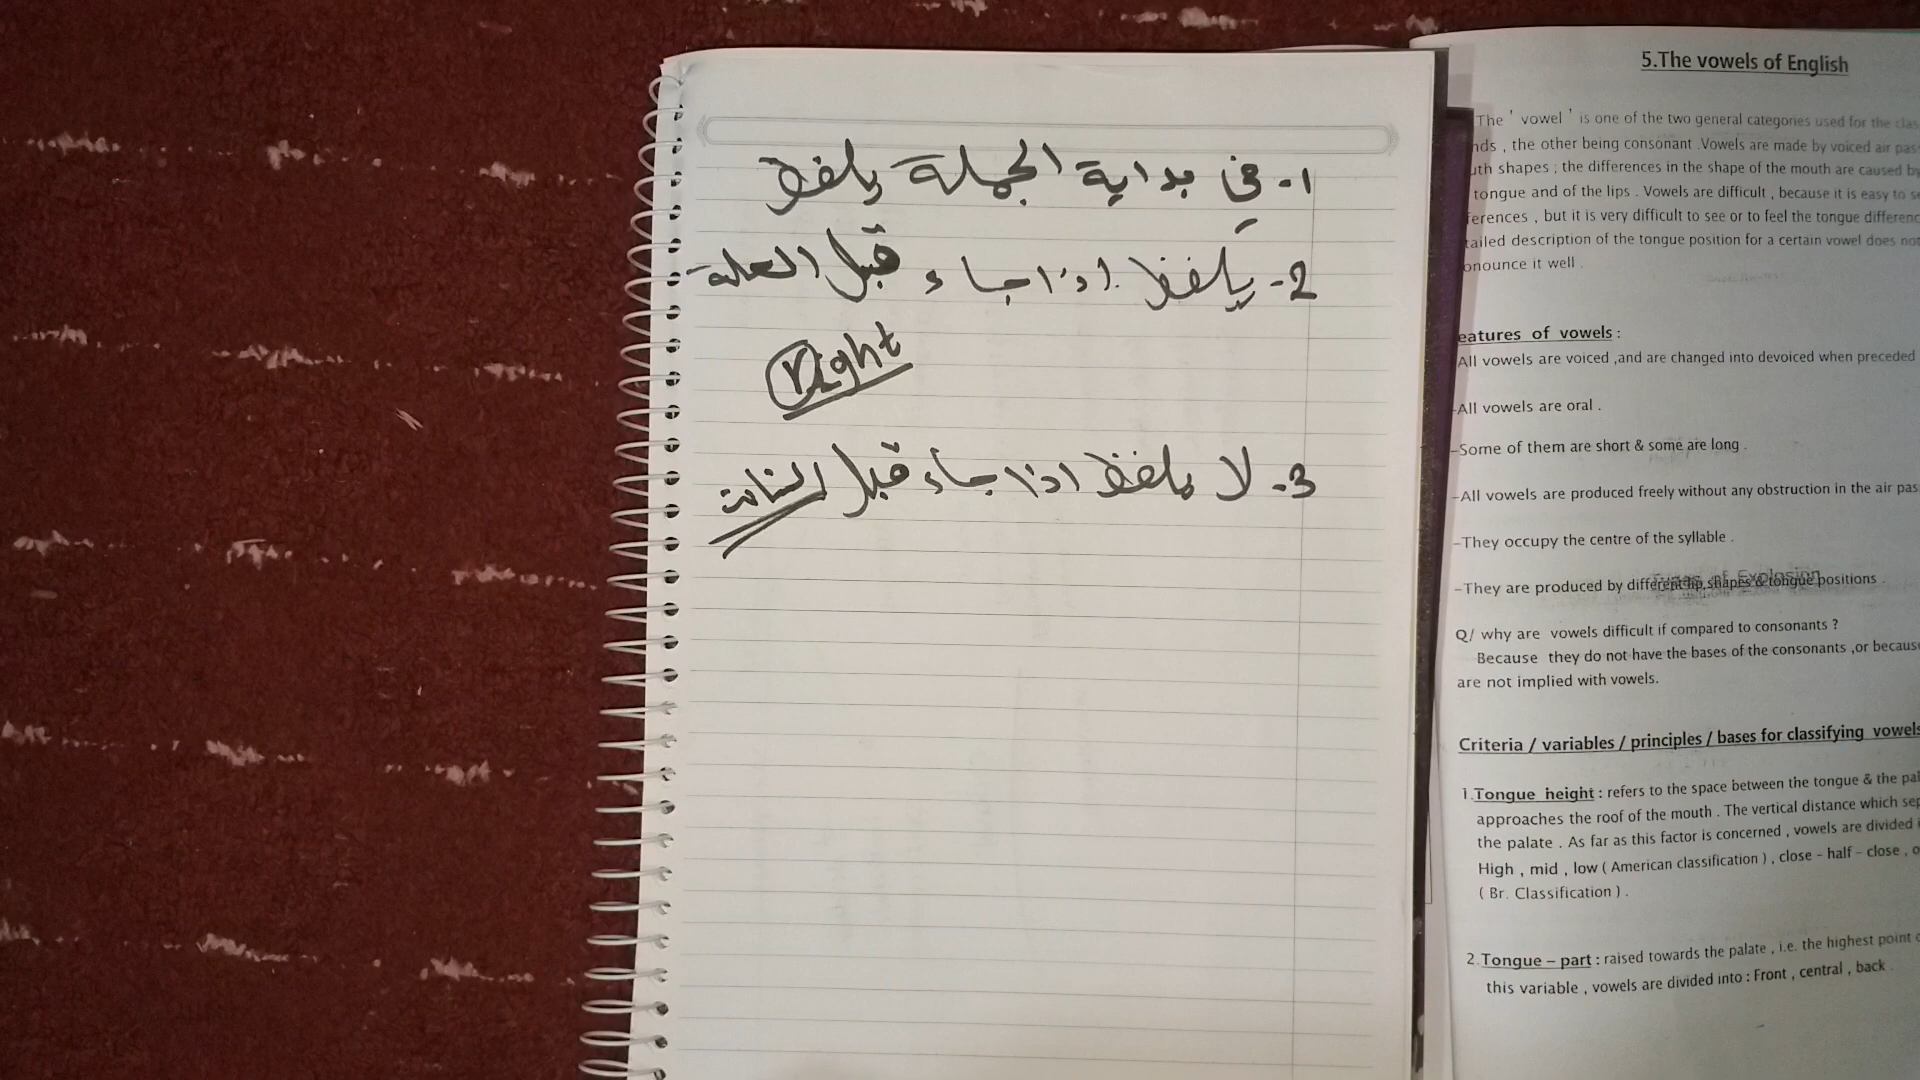 1- في بداية الجملة يلفظ
2- يلفظ اذا جاء قبل العلة
Right
3- لا يلفظ اذا جاء قبل الساكن
5.The vowels of English
The ' vowel ' is one of the two general categories used for the clas
nds , the other being consonant .Vowels are made by voiced air pas
uth shapes ; the differences in the shape of the mouth are caused by
tongue and of the lips . Vowels are difficult , because it is easy to se
ferences , but it is very difficult to see or to feel the tongue differenc
tailed description of the tongue position for a certain vowel does not
onounce it well .
eatures of vowels :
All vowels are voiced ,and are changed into devoiced when preceded
-All vowels are oral .
-Some of them are short & some are long .
-All vowels are produced freely without any obstruction in the air pas
-They occupy the centre of the syllable .
-They are produced by different lip shapes & tongue positions .
Q/ why are vowels difficult if compared to consonants ?
Because they do not have the bases of the consonants ,or because
are not implied with vowels.
Criteria / variables / principles / bases for classifying vowels
1.Tongue height : refers to the space between the tongue & the pal
approaches the roof of the mouth . The vertical distance which sep
the palate . As far as this factor is concerned , vowels are divided i
High , mid , low ( American classification ) , close – half – close , o
( Br. Classification ) .
2.Tongue – part : raised towards the palate , i.e. the highest point o
this variable , vowels are divided into : Front , central , back .